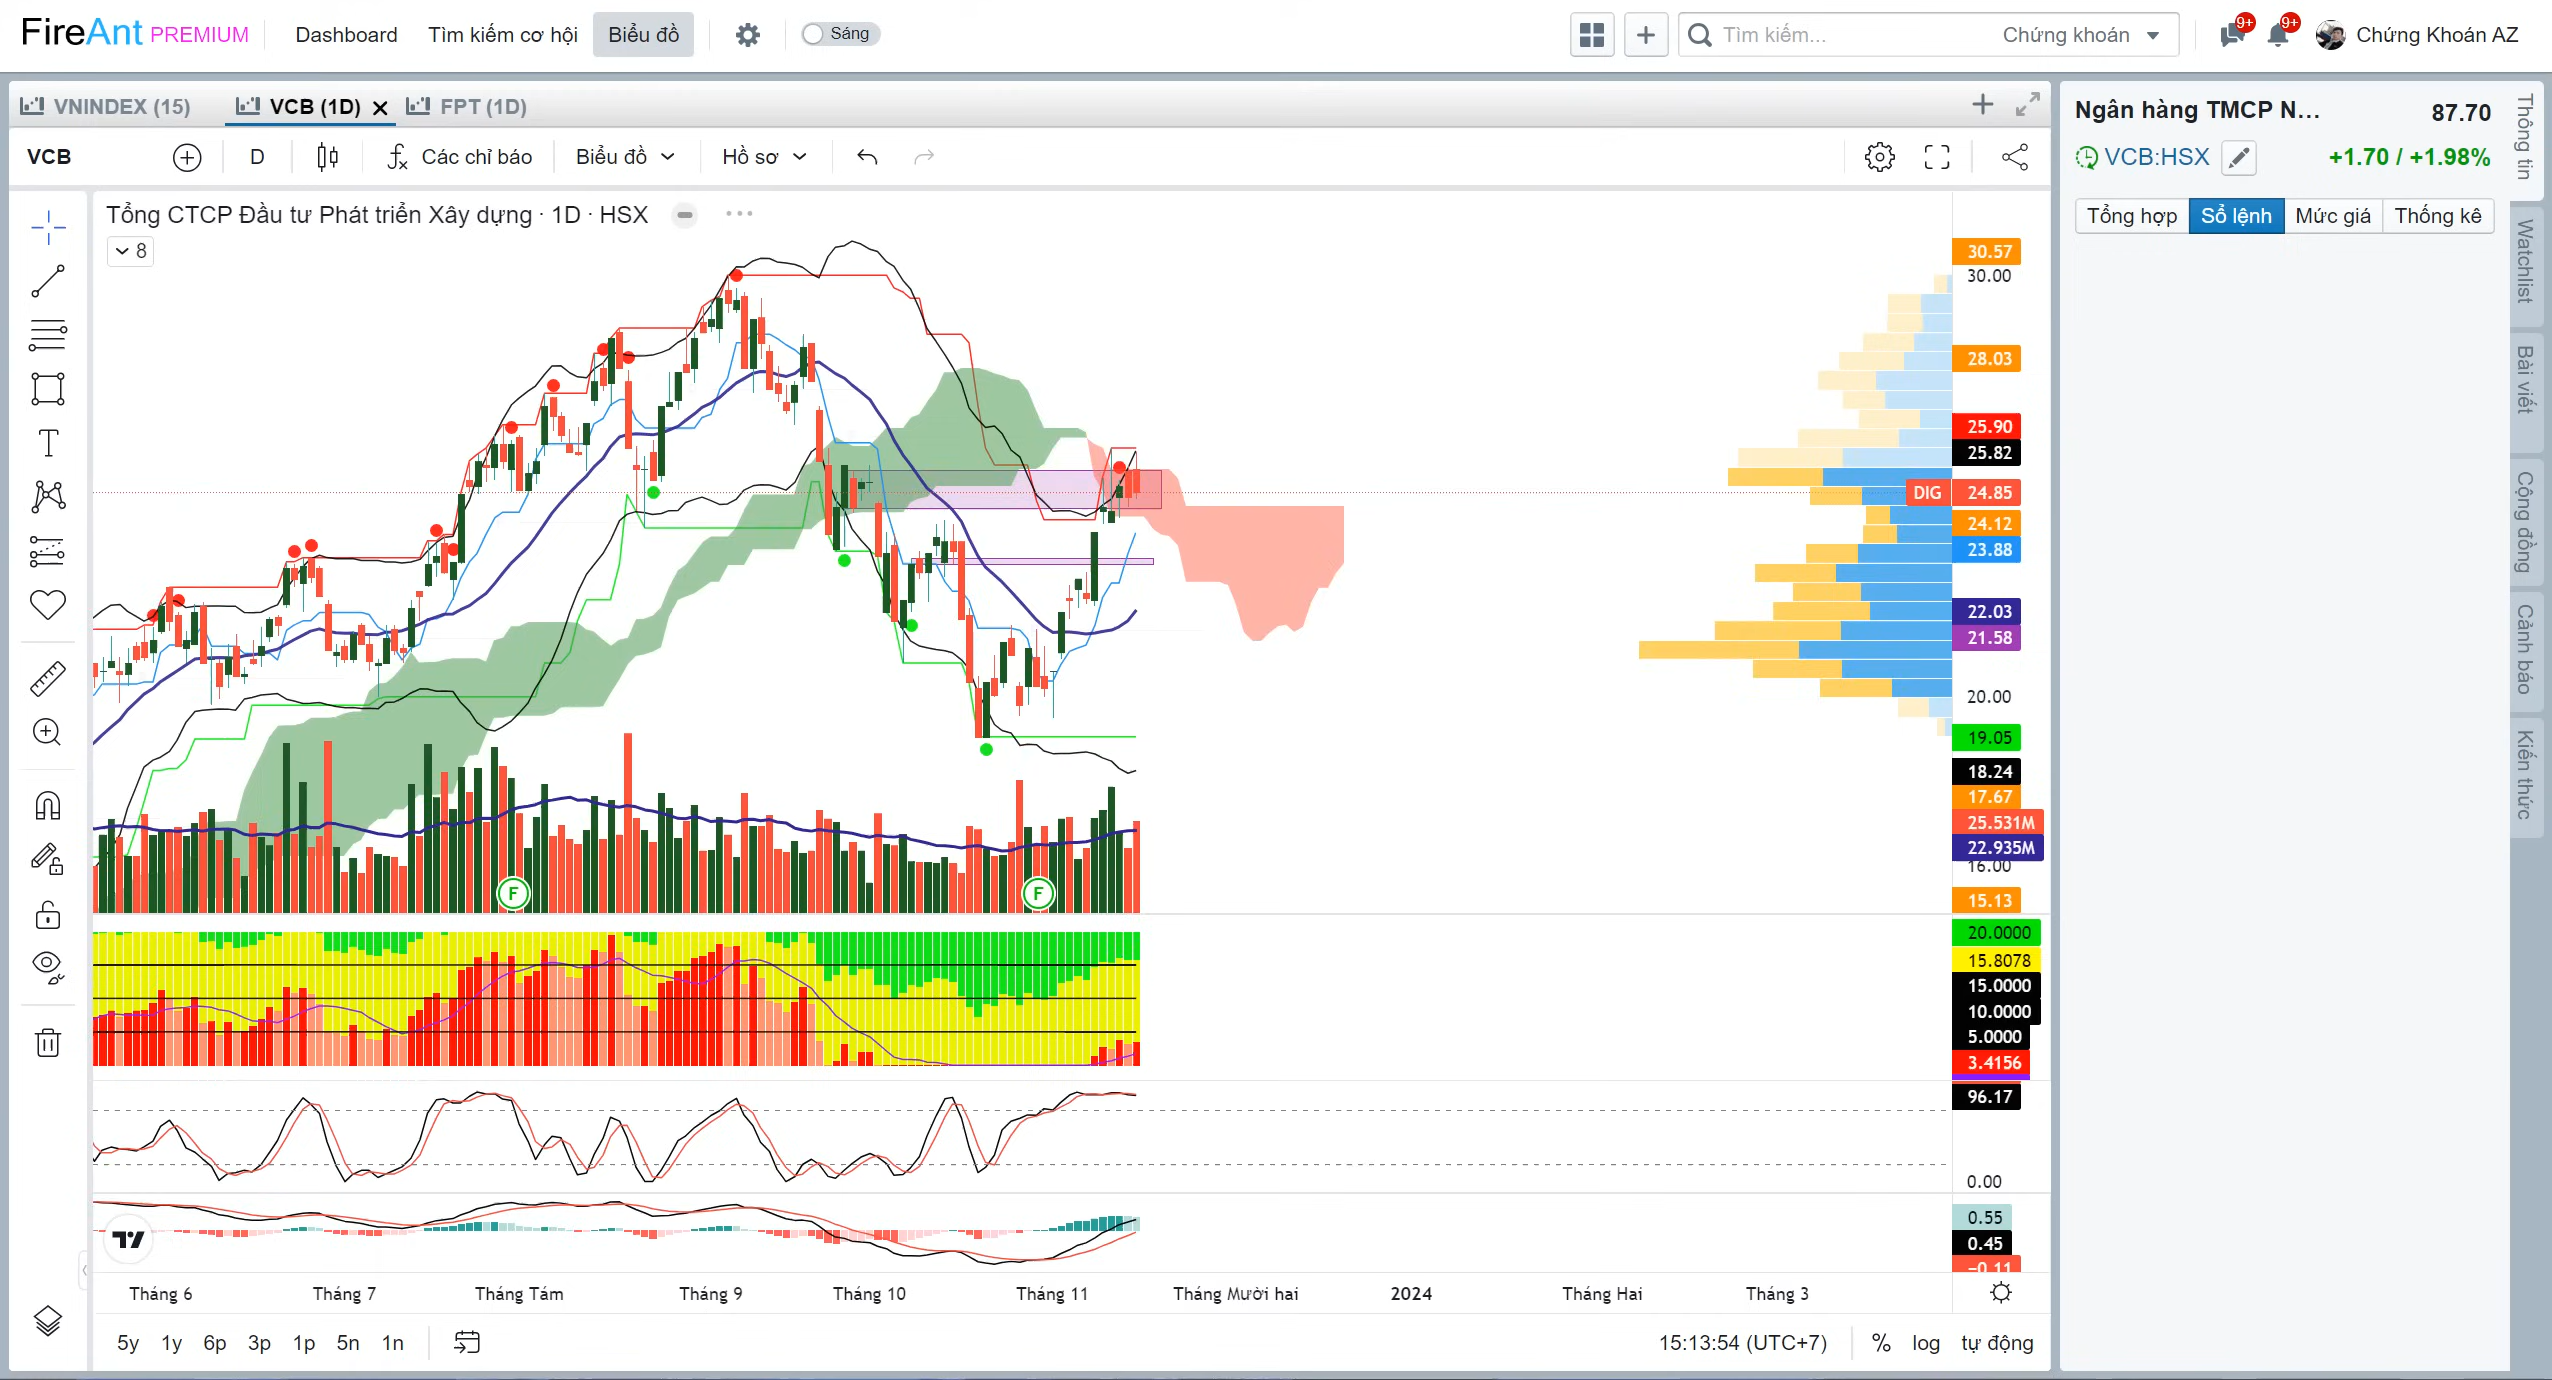 FireAnt PREMIUM Dashboard Tìm kiếm cơ hội Biểu đồ Sáng Tìm kiếm... Chứng khoán 9+ 9+ Chứng Khoán AZ
VNINDEX (15) VCB (1D) FPT (1D)
VCB D Các chỉ báo Biểu đồ Hồ sơ
Tổng CTCP Đầu tư Phát triển Xây dựng · 1D · HSX
8
30.57
30.00
28.03
25.90
25.82
DIG 24.85
24.12
23.88
22.03
21.58
20.00
19.05
18.24
17.67
25.531M
22.935M
16.00
15.13
F F
20.0000
15.8078
15.0000
10.0000
5.0000
3.4156
96.17
0.00
0.55
0.45
−0.11
Tháng 6 Tháng 7 Tháng Tám Tháng 9 Tháng 10 Tháng 11 Tháng Mười hai 2024 Tháng Hai Tháng 3
5y 1y 6p 3p 1p 5n 1n 15:13:54 (UTC+7) % log tự động
Ngân hàng TMCP N... 87.70
VCB:HSX +1.70 / +1.98%
Tổng hợp Sổ lệnh Mức giá Thống kê
Thông tin
Watchlist
Bài viết
Cộng đồng
Cảnh báo
Kiến thức